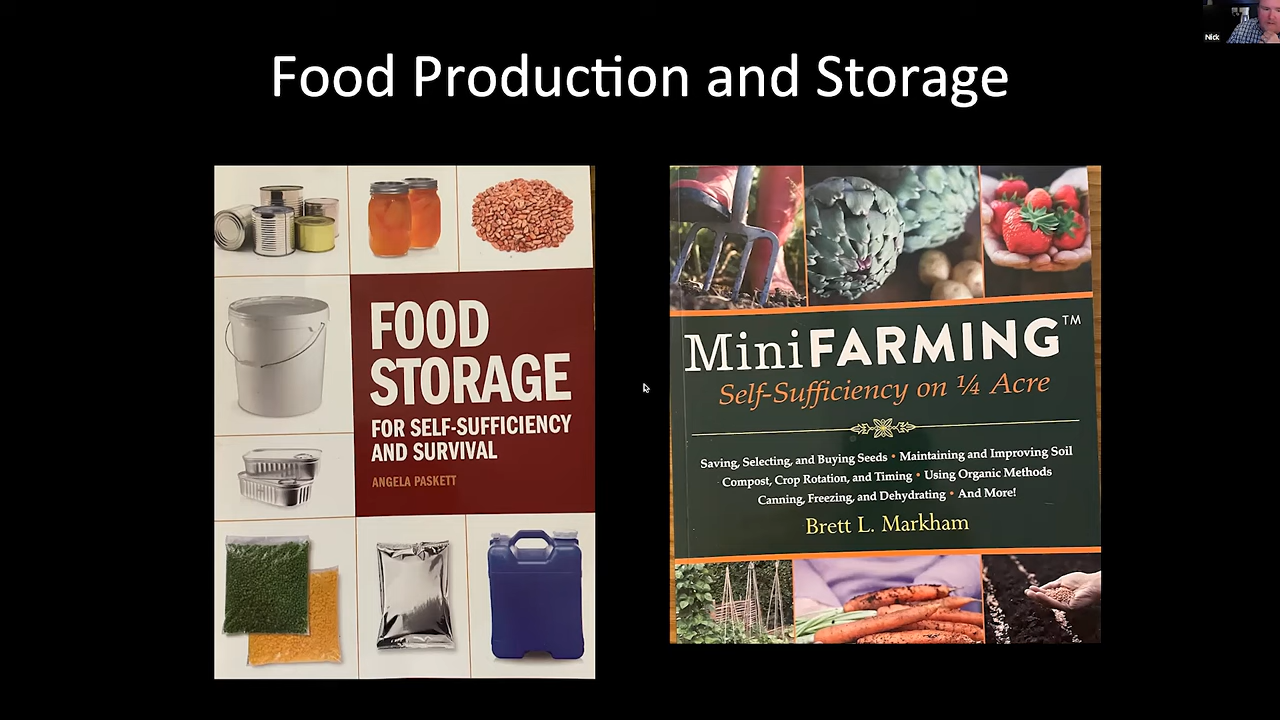 Nick
Food Production and Storage
FOOD
STORAGE
FOR SELF-SUFFICIENCY
AND SURVIVAL
ANGELA PASKETT
MiniFARMING™
Self-Sufficiency on ¼ Acre
Saving, Selecting, and Buying Seeds • Maintaining and Improving Soil
Compost, Crop Rotation, and Timing • Using Organic Methods
Canning, Freezing, and Dehydrating • And More!
Brett L. Markham